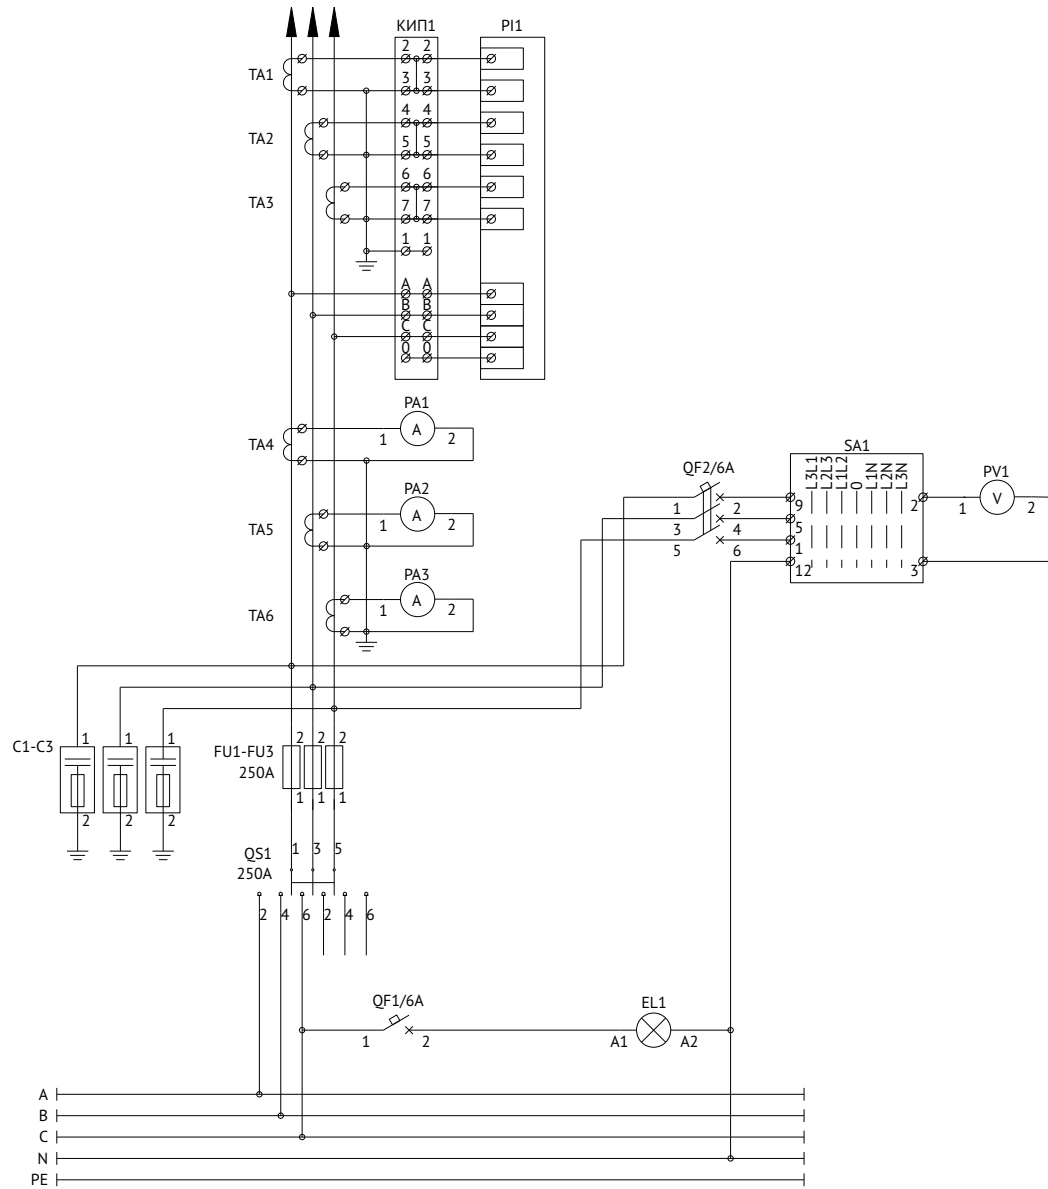 КИП1 PI1
2 2
TA1
3 3
4 4
TA2
5 5
6 6
TA3
7 7
1 1
A A
B B
C C
0 0
PA1
TA4 1 A 2
SA1
L3L1 L2L3 L1L2 0 L1N L2N L3N
QF2/6A PV1
PA2
TA5 1 A 2
1 2 9 2 1 V 2
3 4 5
5 6 1
12 3
PA3
TA6 1 A 2
C1-C3 1 1 1
FU1-FU3 2 2 2
250A
1 1 1
2 2 2
QS1 1 3 5
250A
2 4 6 2 4 6
QF1/6A EL1
1 2 A1 A2
A
B
C
N
PE